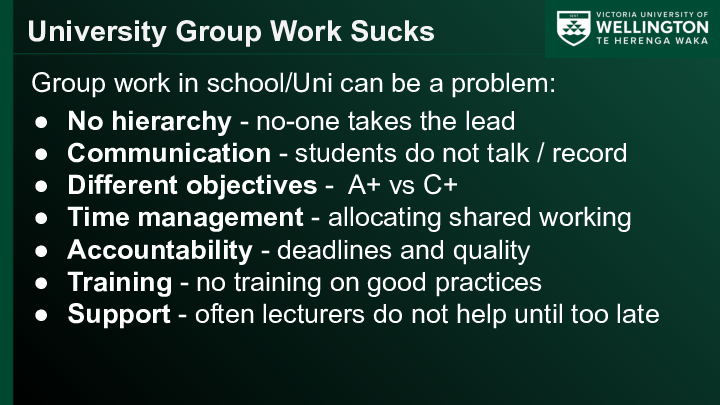 University Group Work Sucks
VICTORIA UNIVERSITY OF
WELLINGTON
TE HERENGA WAKA
Group work in school/Uni can be a problem:
● No hierarchy - no-one takes the lead
● Communication - students do not talk / record
● Different objectives -  A+ vs C+
● Time management - allocating shared working
● Accountability - deadlines and quality
● Training - no training on good practices
● Support - often lecturers do not help until too late